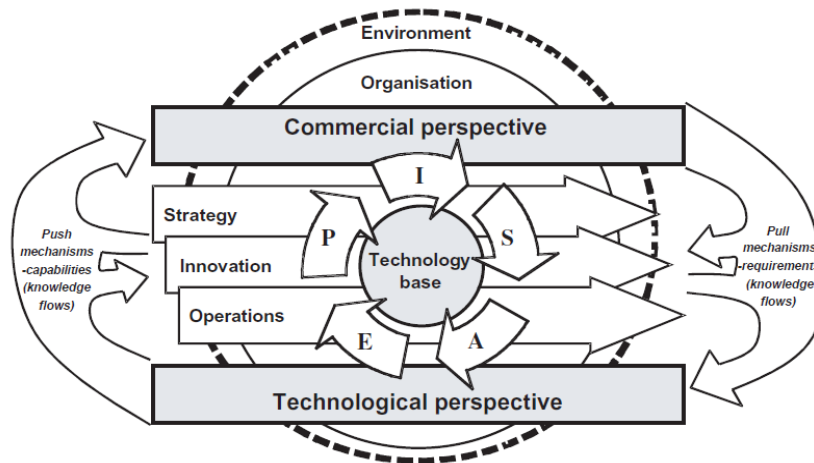 Environment
Organisation
Commercial perspective
I
Strategy
P
S
Push
mechanisms
-capabilities
(knowledge
flows)
Innovation
Technology
base
Pull
mechanisms
-requirement
(knowledge
flows)
Operations
E
A
Technological perspective